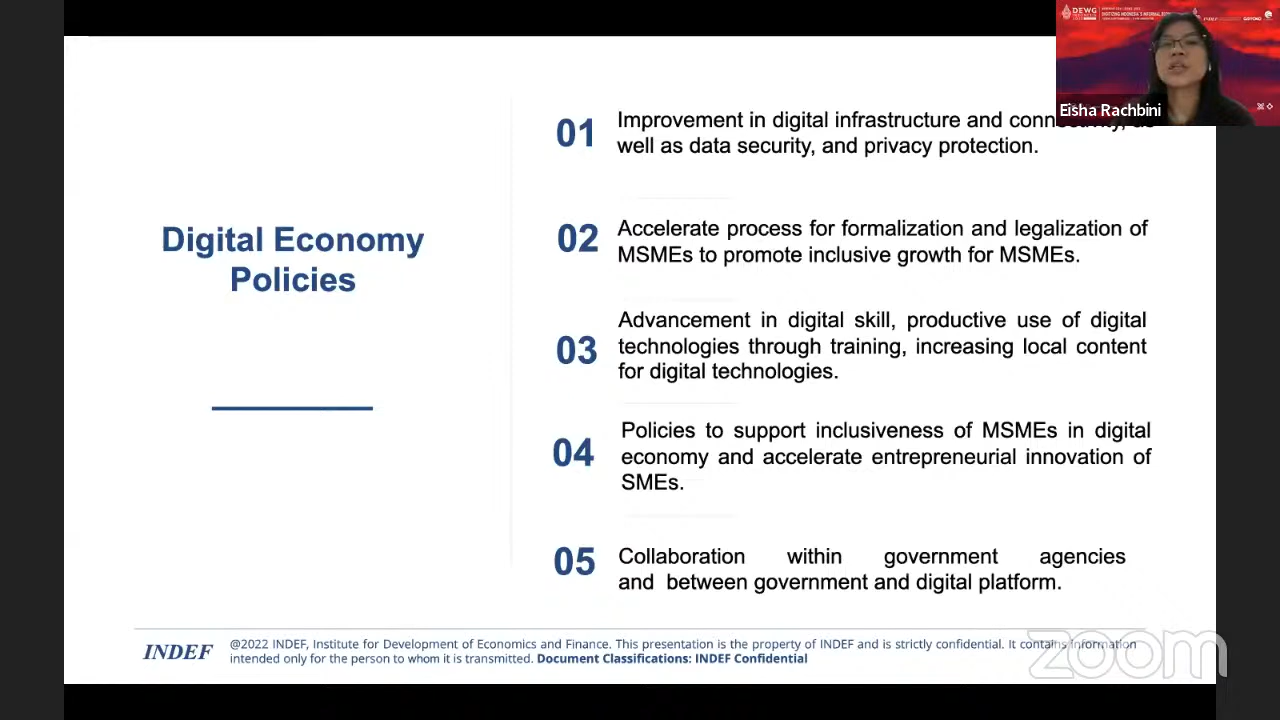 DEWG
INDEF
Eisha Rachbini
Digital Economy
Policies
01
Improvement in digital infrastructure and connectivity, as
well as data security, and privacy protection.
02
Accelerate process for formalization and legalization of
MSMEs to promote inclusive growth for MSMEs.
03
Advancement in digital skill, productive use of digital
technologies through training, increasing local content
for digital technologies.
04
Policies to support inclusiveness of MSMEs in digital
economy and accelerate entrepreneurial innovation of
SMEs.
05
Collaboration within government agencies
and between government and digital platform.
INDEF
@2022 INDEF, Institute for Development of Economics and Finance. This presentation is the property of INDEF and is strictly confidential. It contains information
intended only for the person to whom it is transmitted. Document Classifications: INDEF Confidential
zoom